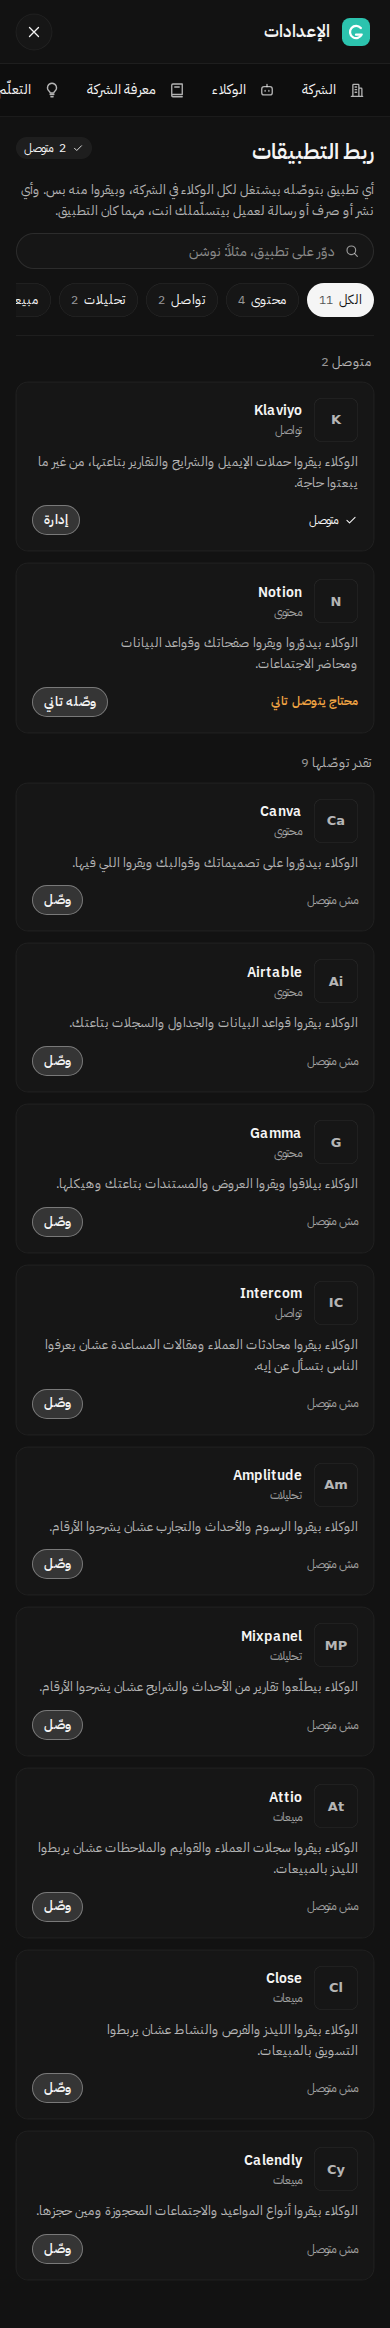 الإعدادات
الشركة
الوكلاء
معرفة الشركة
التعلّم
ربط التطبيقات
2 متوصل
أي تطبيق بتوصّله بيشتغل لكل الوكلاء في الشركة، وبيقروا منه بس. وأي
نشر أو صرف أو رسالة لعميل بيتسلّملك انت، مهما كان التطبيق.
دوّر على تطبيق، مثلاً: نوشن
الكل 11
محتوى 4
تواصل 2
تحليلات 2
مبيع
متوصل 2
K
Klaviyo
تواصل
الوكلاء بيقروا حملات الإيميل والشرايح والتقارير بتاعتها، من غير ما
يبعتوا حاجة.
متوصل
إدارة
N
Notion
محتوى
الوكلاء بيدوّروا ويقروا صفحاتك وقواعد البيانات
ومحاضر الاجتماعات.
محتاج يتوصل تاني
وصّله تاني
تقدر توصّلها 9
Ca
Canva
محتوى
الوكلاء بيدوّروا على تصميماتك وقوالبك ويقروا اللي فيها.
مش متوصل
وصّل
Ai
Airtable
محتوى
الوكلاء بيقروا قواعد البيانات والجداول والسجلات بتاعتك.
مش متوصل
وصّل
G
Gamma
محتوى
الوكلاء بيلاقوا ويقروا العروض والمستندات بتاعتك وهيكلها.
مش متوصل
وصّل
IC
Intercom
تواصل
الوكلاء بيقروا محادثات العملاء ومقالات المساعدة عشان يعرفوا
الناس بتسأل عن إيه.
مش متوصل
وصّل
Am
Amplitude
تحليلات
الوكلاء بيقروا الرسوم والأحداث والتجارب عشان يشرحوا الأرقام.
مش متوصل
وصّل
MP
Mixpanel
تحليلات
الوكلاء بيطلّعوا تقارير من الأحداث والشرايح عشان يشرحوا الأرقام.
مش متوصل
وصّل
At
Attio
مبيعات
الوكلاء بيقروا سجلات العملاء والقوايم والملاحظات عشان يربطوا
الليدز بالمبيعات.
مش متوصل
وصّل
Cl
Close
مبيعات
الوكلاء بيقروا الليدز والفرص والنشاط عشان يربطوا
التسويق بالمبيعات.
مش متوصل
وصّل
Cy
Calendly
مبيعات
الوكلاء بيقروا أنواع المواعيد والاجتماعات المحجوزة ومين حجزها.
مش متوصل
وصّل